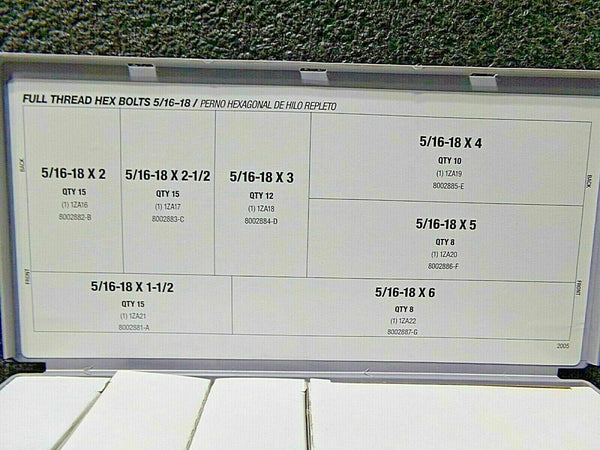 FULL THREAD HEX BOLTS 5/16-18 / PERNO HEXAGONAL DE HILO REPLETO
BACK
5/16-18 X 2
QTY 15
(1) 1ZA16
8002882-B
5/16-18 X 2-1/2
QTY 15
(1) 1ZA17
8002883-C
5/16-18 X 3
QTY 12
(1) 1ZA18
8002884-D
5/16-18 X 4
QTY 10
(1) 1ZA19
8002885-E
BACK
5/16-18 X 5
QTY 8
(1) 1ZA20
8002886-F
FRONT
5/16-18 X 1-1/2
QTY 15
(1) 1ZA21
8002881-A
5/16-18 X 6
QTY 8
(1) 1ZA22
8002887-G
FRONT
2005